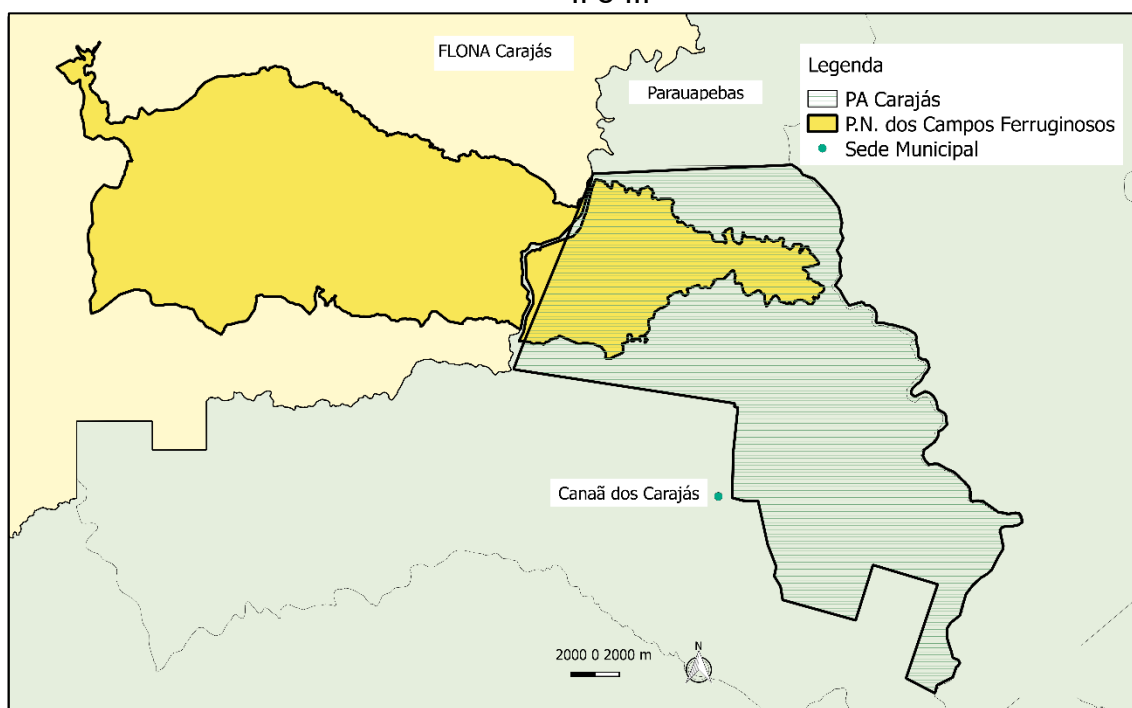 FLONA Carajás
Parauapebas
Legenda
PA Carajás
P.N. dos Campos Ferruginosos
Sede Municipal
Canaã dos Carajás
2000 0 2000 m
N